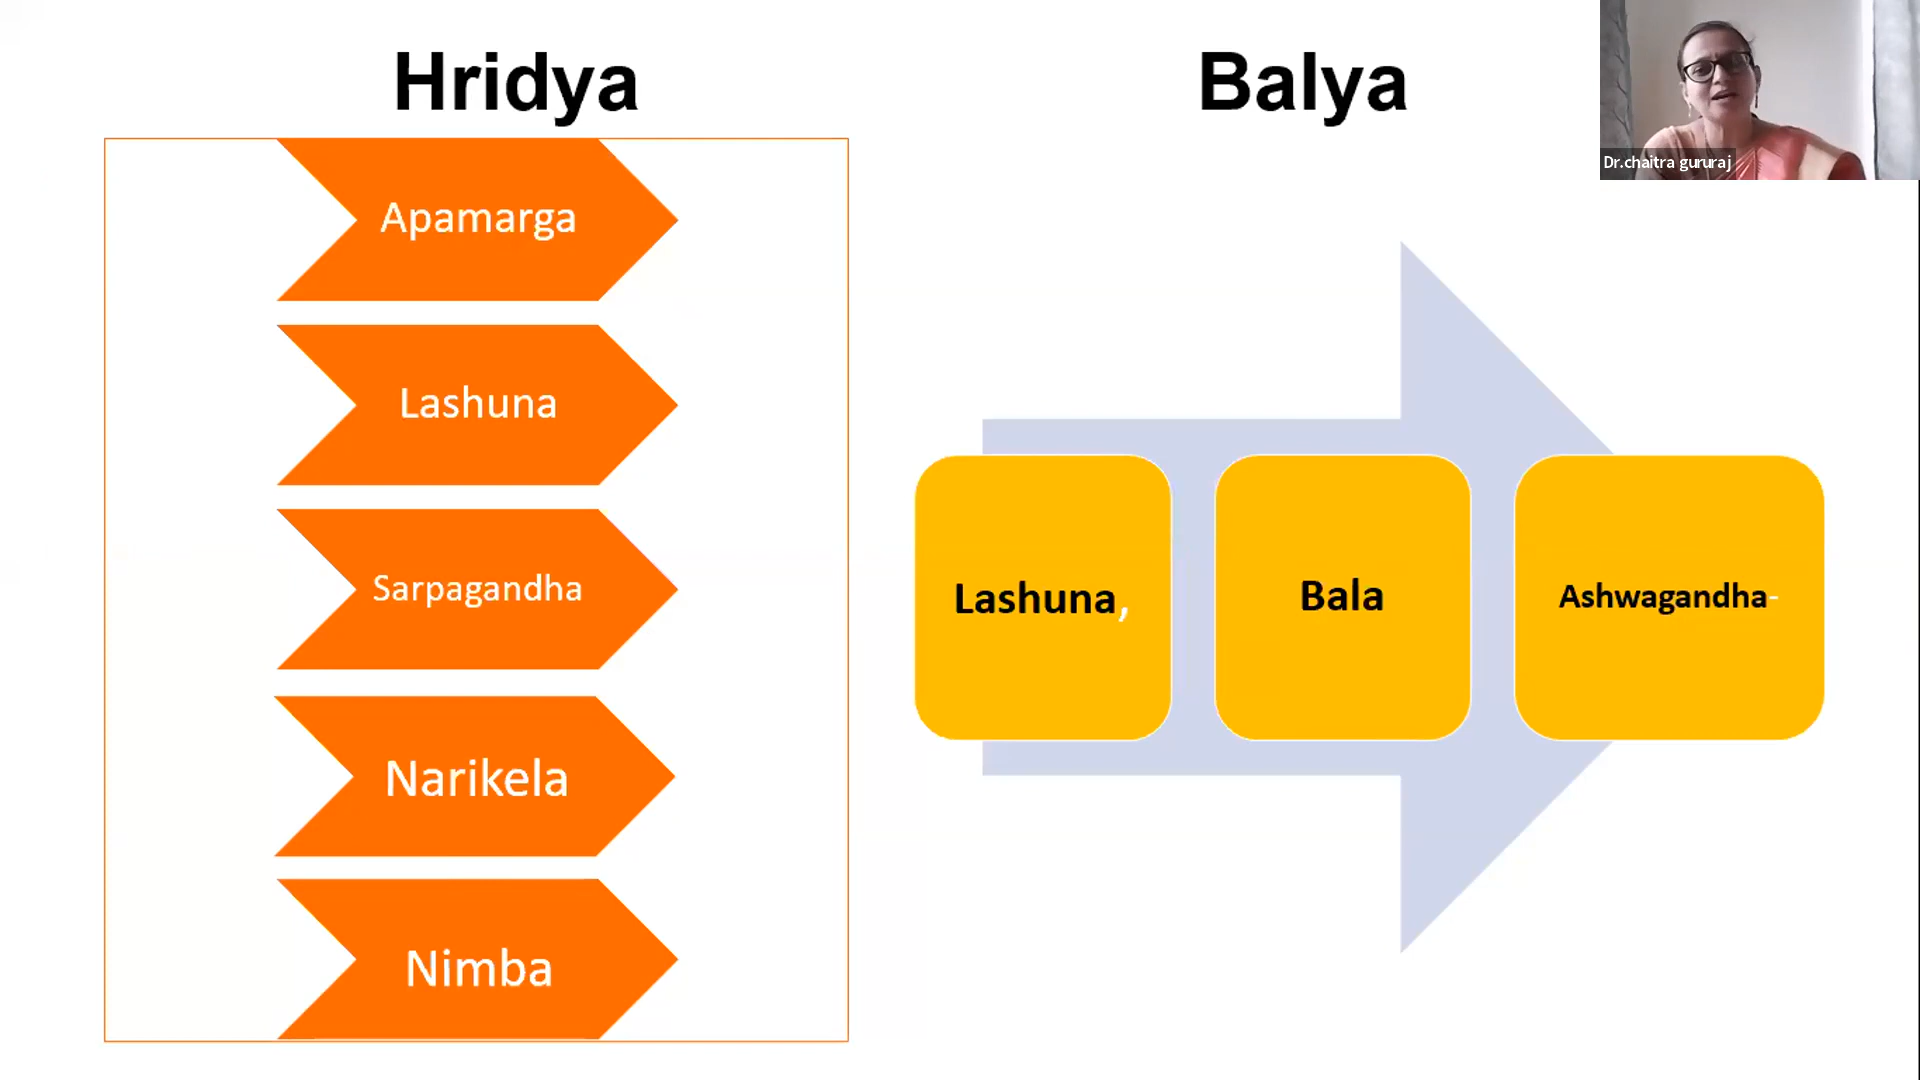 Hridya
Balya
Dr.chaitra gururaj
Apamarga
Lashuna
Sarpagandha
Narikela
Nimba
Lashuna,
Bala
Ashwagandha-